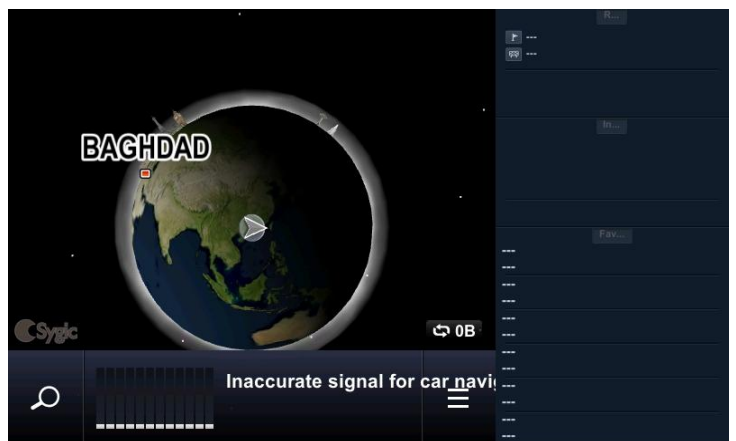 BAGHDAD
Sygic
0B
Inaccurate signal for car navi
R...
---
---
In...
Fav...
---
---
---
---
---
---
---
---
---
---
---
---